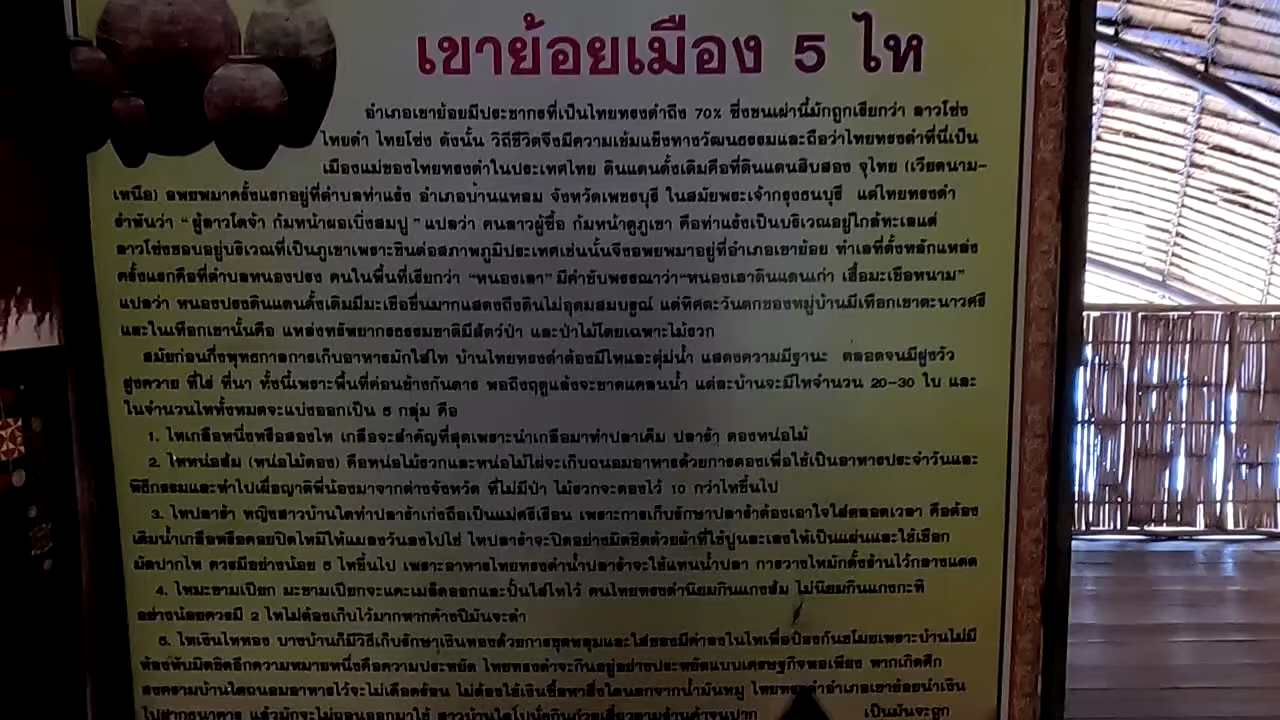 เขาย้อยเมือง 5 ไห
อำเภอเขาย้อยมีประชากรที่เป็นไทยทรงดำถึง 70% ซึ่งชนเผ่านี้มักถูกเรียกว่า ลาวโซ่ง
ไทยดำ ไทยโซ่ง ดังนั้น วิถีชีวิตจึงมีความเข้มแข็งทางวัฒนธรรมและถือว่าไทยทรงดำที่นี่เป็น
เมืองแม่ของไทยทรงดำในประเทศไทย ดินแดนดั้งเดิมคือที่ดินแดนสิบสอง จุไทย (เวียดนาม-
เหนือ) อพยพมาครั้งแรกอยู่ที่ตำบลท่าแร้ง อำเภอบ้านแหลม จังหวัดเพชรบุรี ในสมัยพระเจ้ากรุงธนบุรี แต่ไทยทรงดำ
รำพันว่า “ ผู้ลาวโตจ้ำ ก้มหน้าผอเบิ่งสมปู ” แปลว่า คนลาวผู้ซื่อ ก้มหน้าดูภูเขา คือท่าแร้งเป็นบริเวณอยู่ใกล้ทะเลแต่
ลาวโซ่งชอบอยู่บริเวณที่เป็นภูเขาเพราะชินต่อสภาพภูมิประเทศเช่นนั้นจึงอพยพมาอยู่ที่อำเภอเขาย้อย ทำเลที่ตั้งหลักแหล่ง
ครั้งแรกคือที่ตำบลหนองปรง คนในพื้นที่เรียกว่า “หนองเลา” มีคำขับพรรณาว่า“หนองเลาดินแดนเก่า เฮื้อมะเขือหนาม”
แปลว่า หนองปรงดินแดนดั้งเดิมมีมะเขือขื่นมากแสดงถึงดินไม่อุดมสมบูรณ์ แต่ทิศตะวันตกของหมู่บ้านมีเทือกเขาตะนาวศรี
และในเทือกเขานั้นคือ แหล่งทรัพยากรธรรมชาติมีสัตว์ป่า และป่าไม้โดยเฉพาะไม้รวก
สมัยก่อนกึ่งพุทธกาลการเก็บอาหารมักใส่ไห บ้านไทยทรงดำต้องมีไหและตุ่มน้ำ แสดงความมีฐานะ ตลอดจนมีฝูงวัว
ฝูงควาย ที่ไร่ ที่นา ทั้งนี้เพราะพื้นที่ค่อนข้างกันดาร พอถึงฤดูแล้งจะขาดแคลนน้ำ แต่ละบ้านจะมีไหจำนวน 20-30 ใบ และ
ในจำนวนไหทั้งหมดจะแบ่งออกเป็น 5 กลุ่ม คือ
1. ไหเกลือหนึ่งหรือสองไห เกลือจะสำคัญที่สุดเพราะนำเกลือมาทำปลาเค็ม ปลาร้า ดองหน่อไม้
2. ไหหน่อส้ม (หน่อไม้ดอง) คือหน่อไม้รวกและหน่อไม้ไผ่จะเก็บถนอมอาหารด้วยการดองเพื่อใช้เป็นอาหารประจำวันและ
พิธีกรรมและทำไปเผื่อญาติพี่น้องมาจากต่างจังหวัด ที่ไม่มีป่า ไม้รวกจะดองไว้ 10 กว่าไหขึ้นไป
3. ไหปลาร้า หญิงสาวบ้านใดทำปลาร้าเก่งถือเป็นแม่ศรีเรือน เพราะการเก็บรักษาปลาร้าต้องเอาใจใส่ตลอดเวลา คือต้อง
เติมน้ำเกลือหรือคอยปิดไหมิให้แมลงวันลงไปไข่ ไหปลาร้าจะปิดอย่างมิดชิดด้วยผ้าที่ใช้ปูนและเลงให้เป็นแผ่นและใช้เชือก
มัดปากไห ควรมีอย่างน้อย 5 ไหขึ้นไป เพราะอาหารไทยทรงดำน้ำปลาร้าจะใช้แทนน้ำปลา การวางไหมักตั้งร้านไว้กลางแดด
4. ไหมะขามเปียก มะขามเปียกจะแคะเมล็ดออกและปั้นใส่ไหไว้ คนไทยทรงดำนิยมกินแกงส้ม ไม่นิยมกินแกงกะทิ
อย่างน้อยควรมี 2 ไหไม่ต้องเก็บไว้มากหากค้างปีมันจะดำ
5. ไหเงินไหทอง บางบ้านก็มีวิธีเก็บรักษาเงินทองด้วยการขุดหลุมและใส่ของมีค่าลงในไหเพื่อป้องกันขโมยเพราะบ้านไม่มี
ห้องหับมิดชิดอีกความหมายหนึ่งคือความประหยัด ไทยทรงดำจะกินอยู่อย่างประหยัดแบบเศรษฐกิจพอเพียง หากเกิดศึก
สงครามบ้านใดถนอมอาหารไว้จะไม่เดือดร้อน ไม่ต้องใช้เงินซื้อหาสิ่งใดนอกจากน้ำมันหมู ไทยทรงดำอำเภอเขาย้อยนำเงิน
ไปฝากธนาคาร แล้วมักจะไม่ถอนออกมาใช้